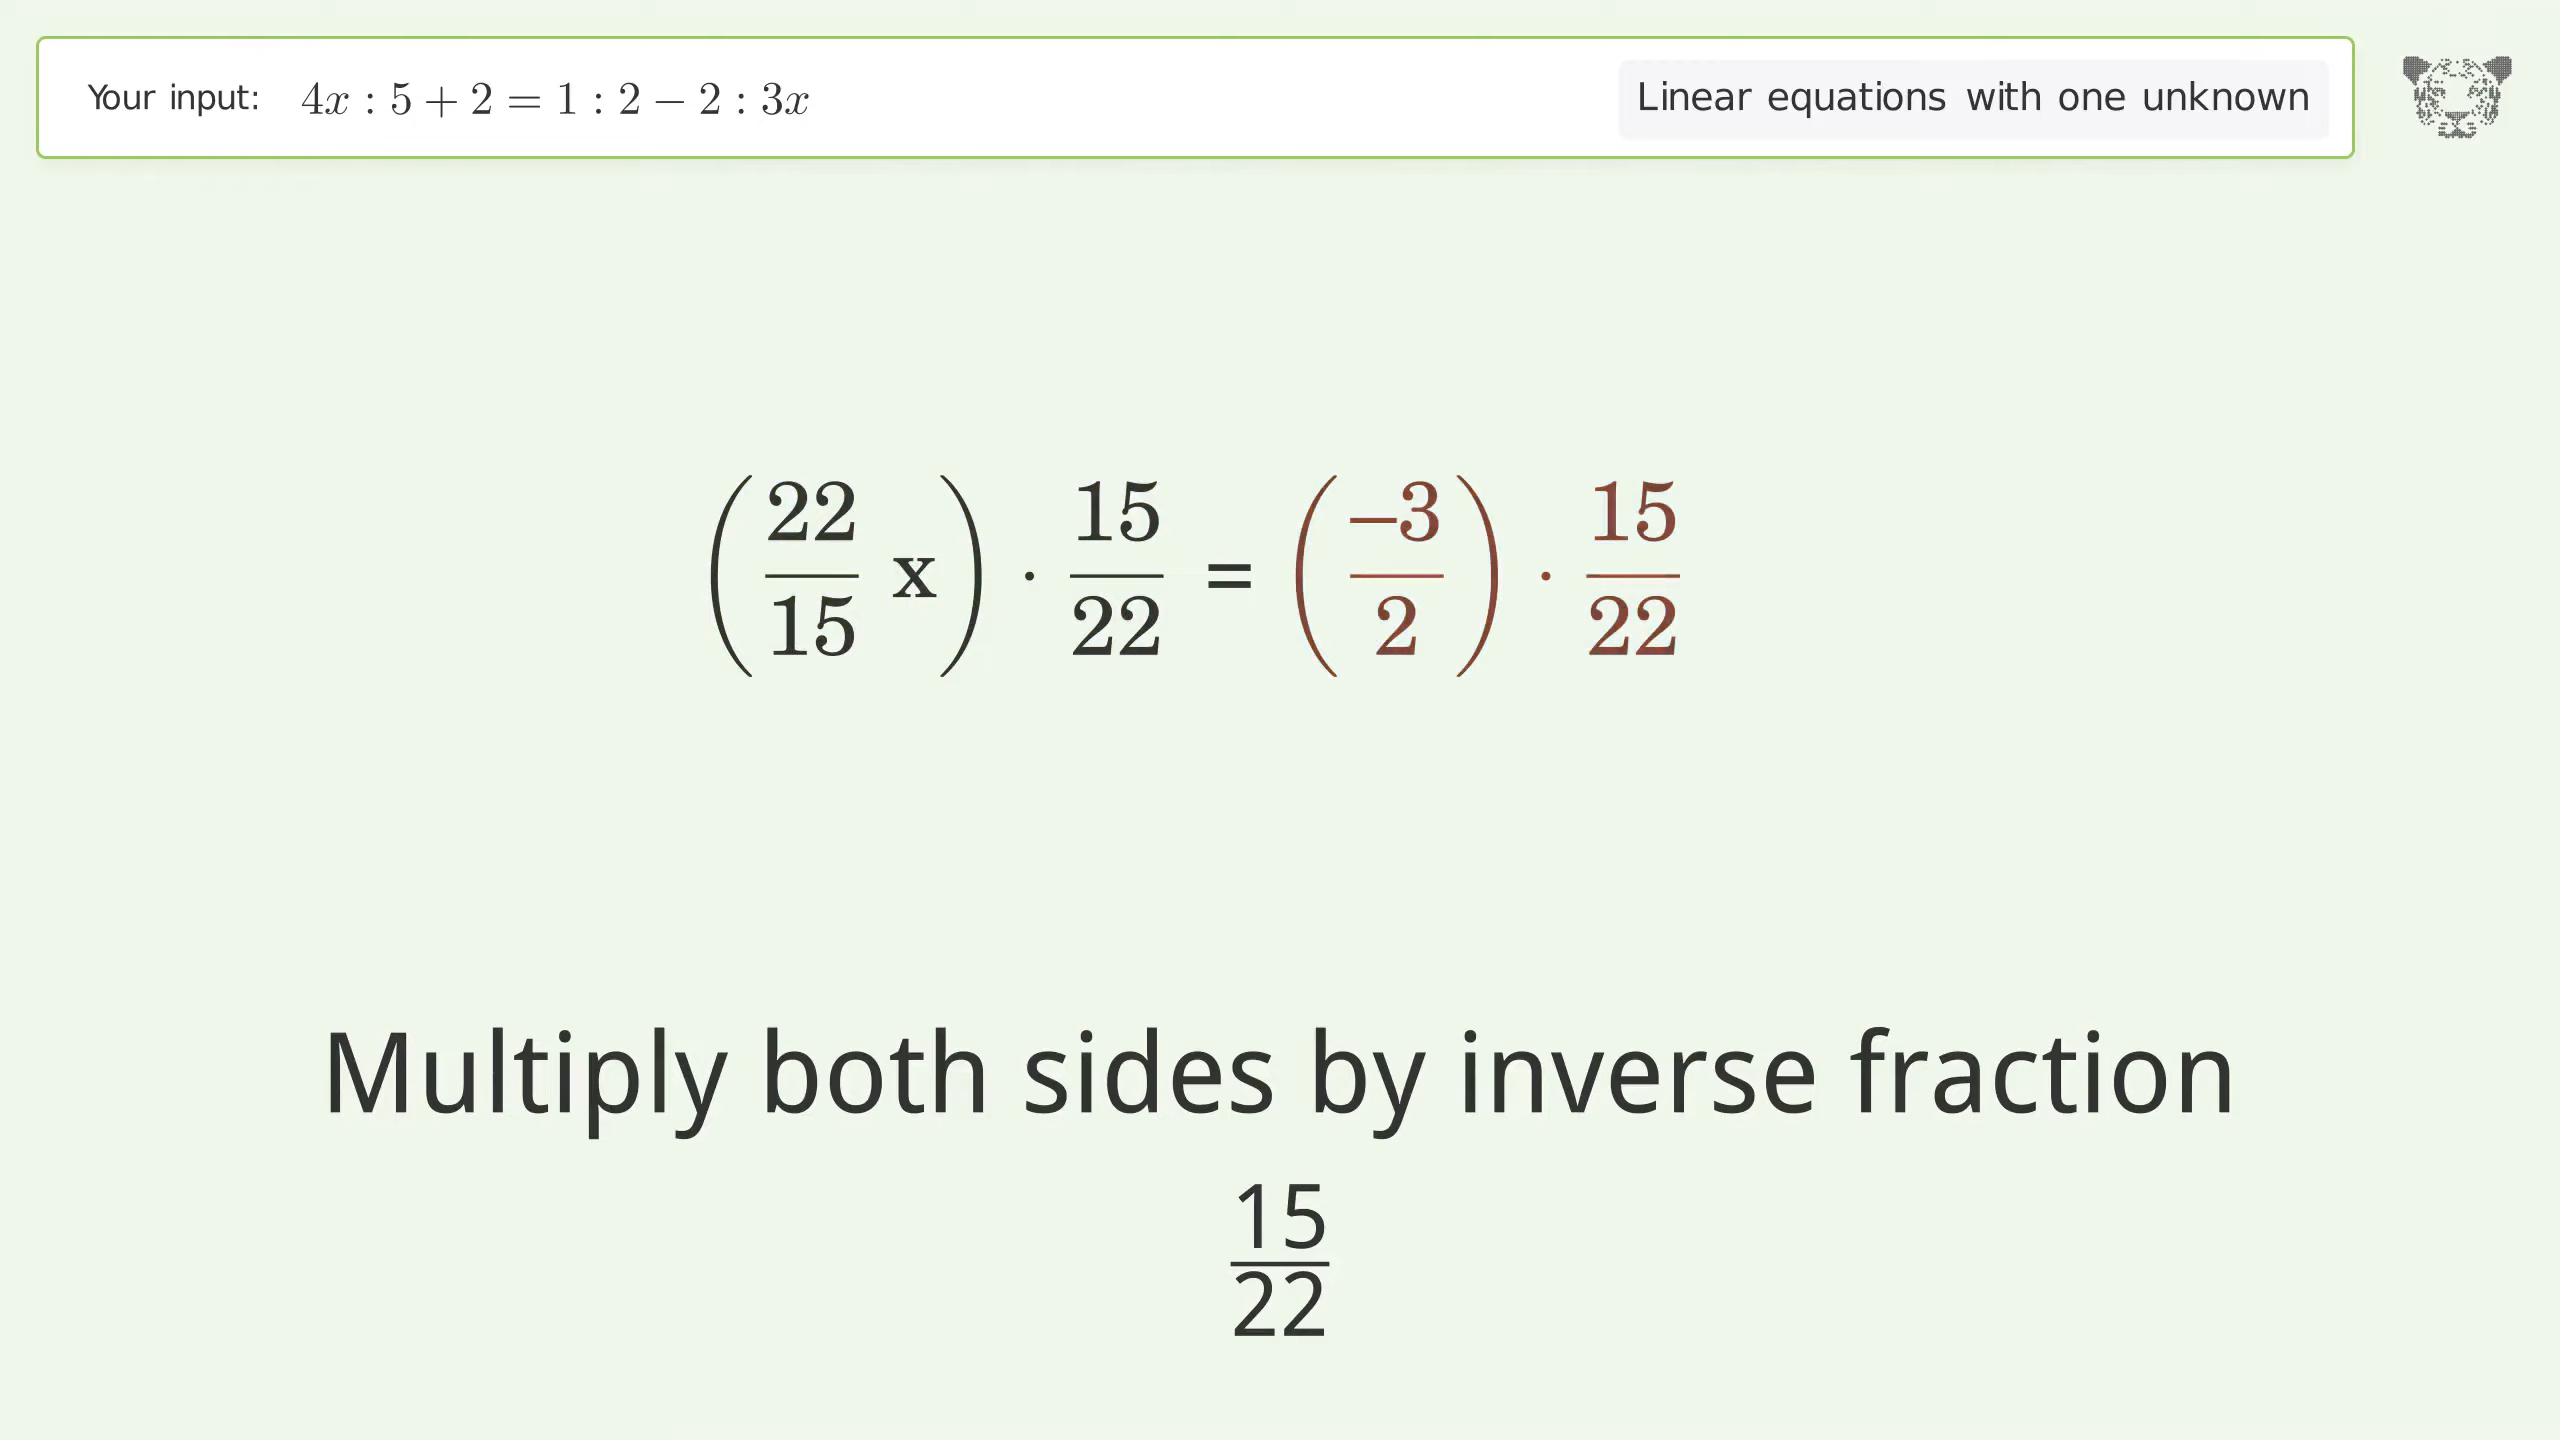 Your input: 4x : 5 + 2 = 1 : 2 − 2 : 3x
Linear equations with one unknown
(22/15 x) · 15/22 = (−3/2) · 15/22
Multiply both sides by inverse fraction
15/22